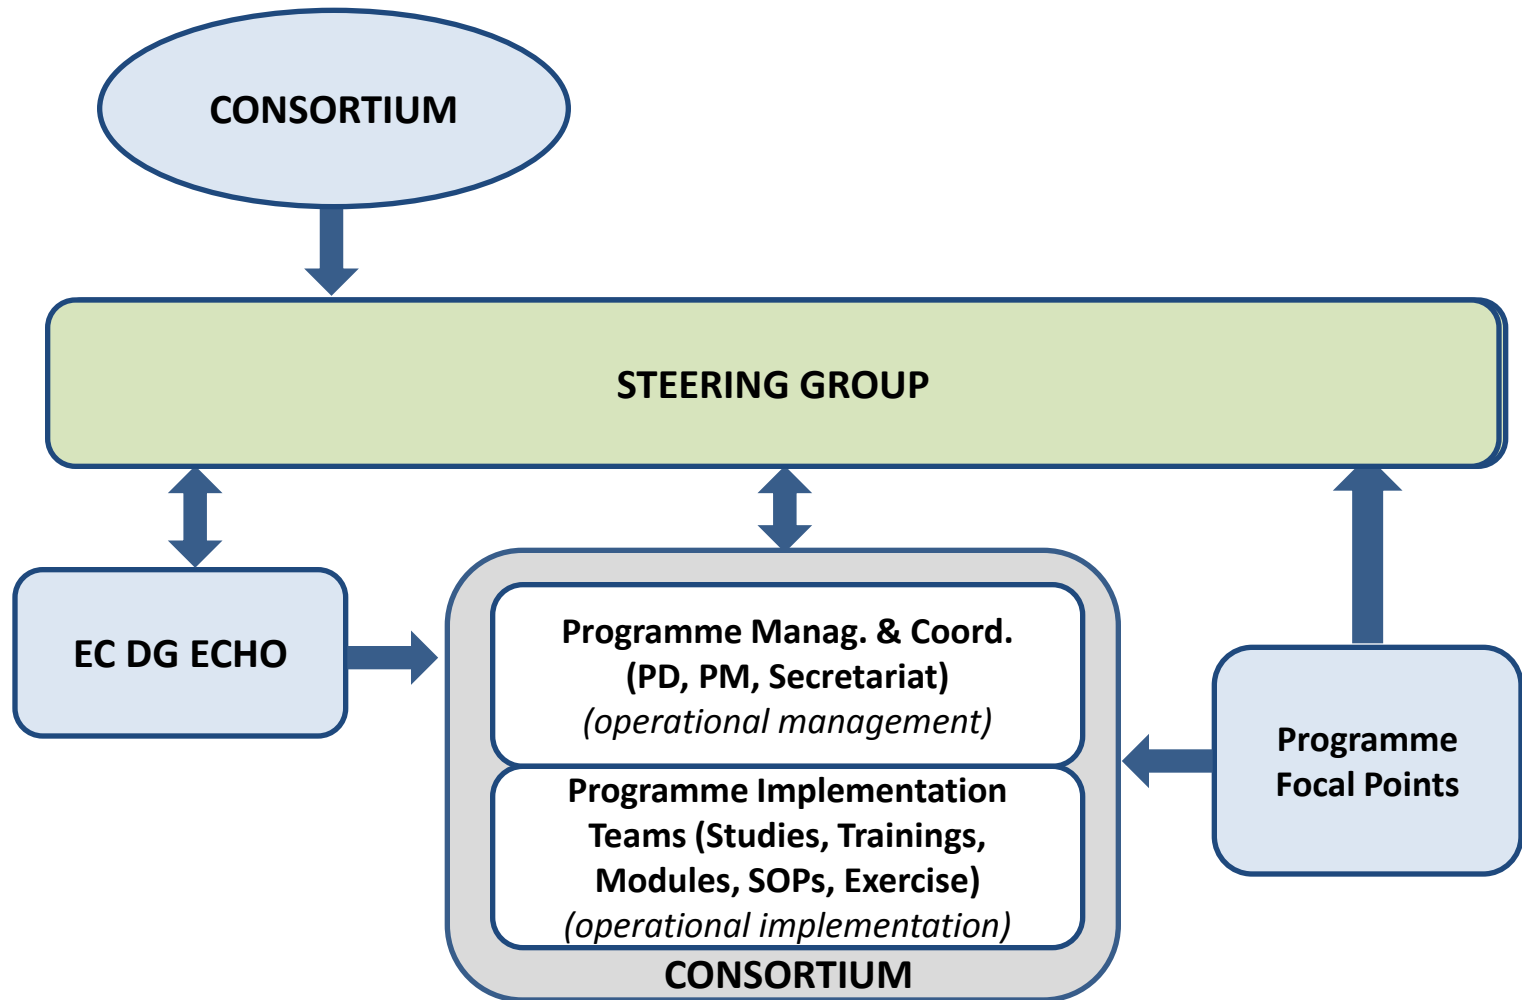 CONSORTIUM
STEERING GROUP
EC DG ECHO
Programme Manag. & Coord.
(PD, PM, Secretariat)
(operational management)
Programme Implementation
Teams (Studies, Trainings,
Modules, SOPs, Exercise)
(operational implementation)
CONSORTIUM
Programme
Focal Points